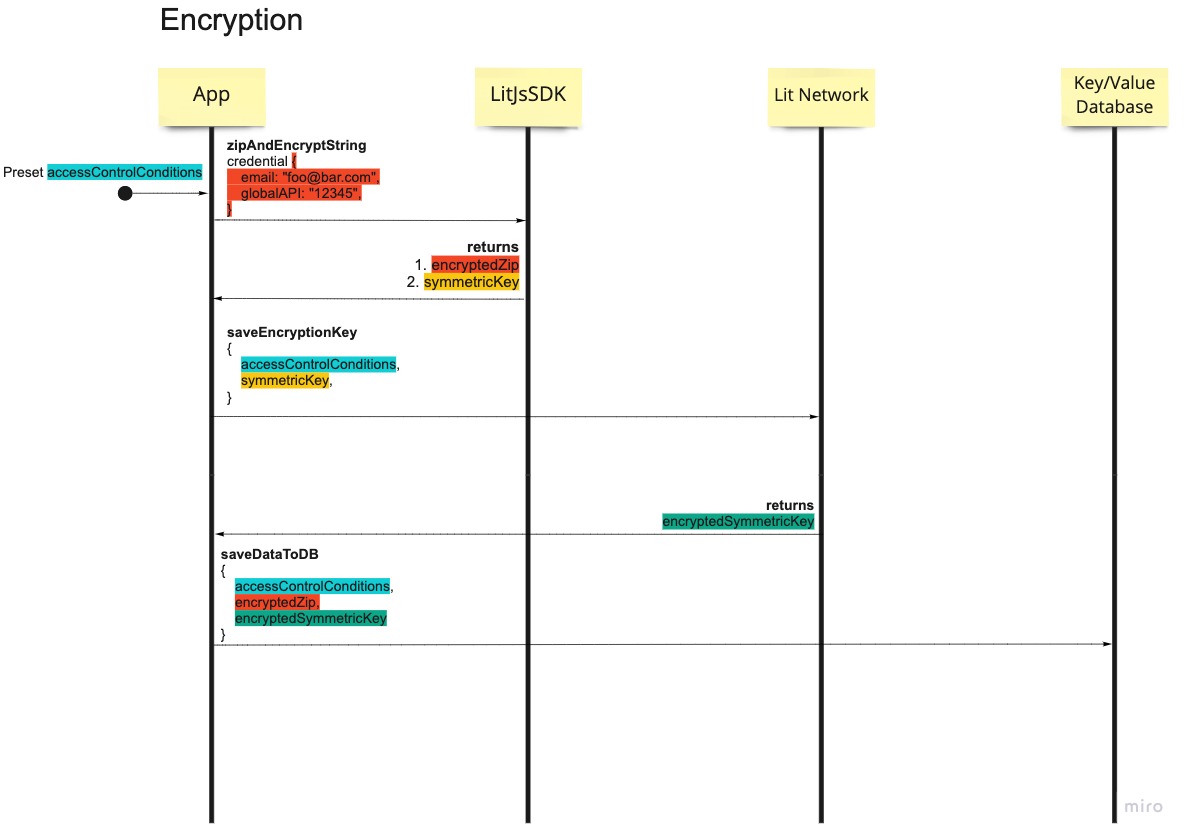 Encryption
App
LitJsSDK
Lit Network
Key/Value
Database
Preset accessControlConditions
zipAndEncryptString
credential {
email: "foo@bar.com",
globalAPI: "12345",
}
returns
1. encryptedZip
2. symmetricKey
saveEncryptionKey
{
accessControlConditions,
symmetricKey,
}
returns
encryptedSymmetricKey
saveDataToDB
{
accessControlConditions,
encryptedZip,
encryptedSymmetricKey
}
miro